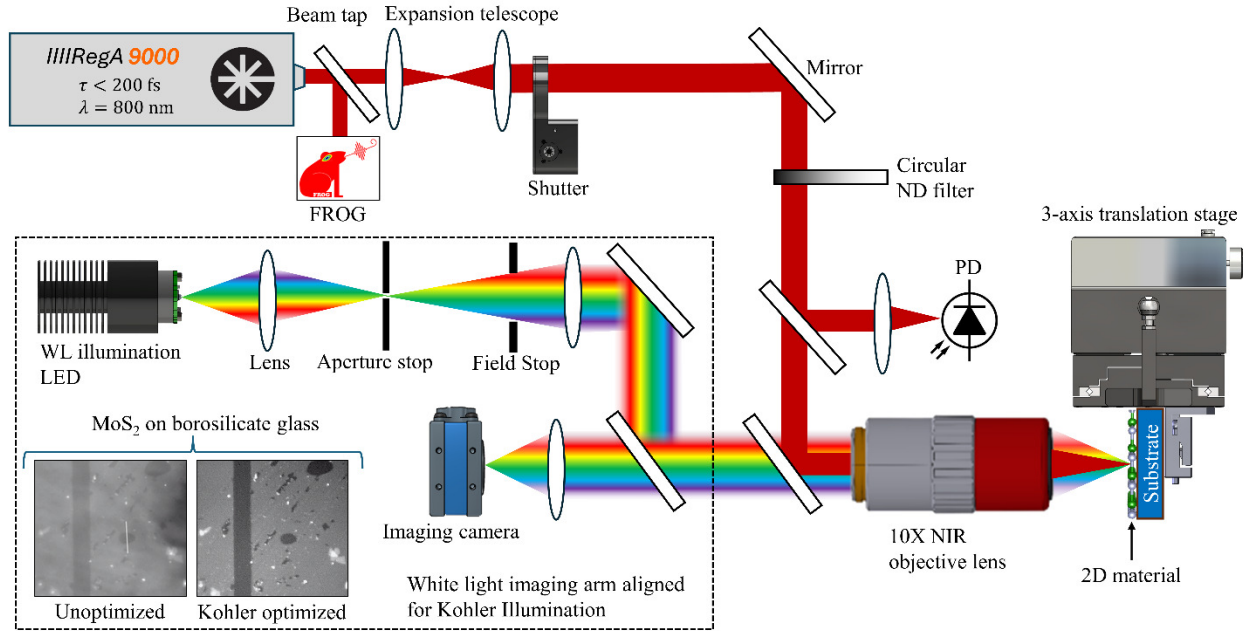 Beam tap
Expansion telescope
IIIIRegA 9000
τ < 200 fs
λ = 800 nm
FROG
FROG
Shutter
Mirror
Circular
ND filter
3-axis translation stage
PD
WL illumination
LED
Lens
Aperture stop
Field Stop
MoS₂ on borosilicate glass
Unoptimized
Kohler optimized
Imaging camera
White light imaging arm aligned
for Kohler Illumination
10X NIR
objective lens
Substrate
2D material